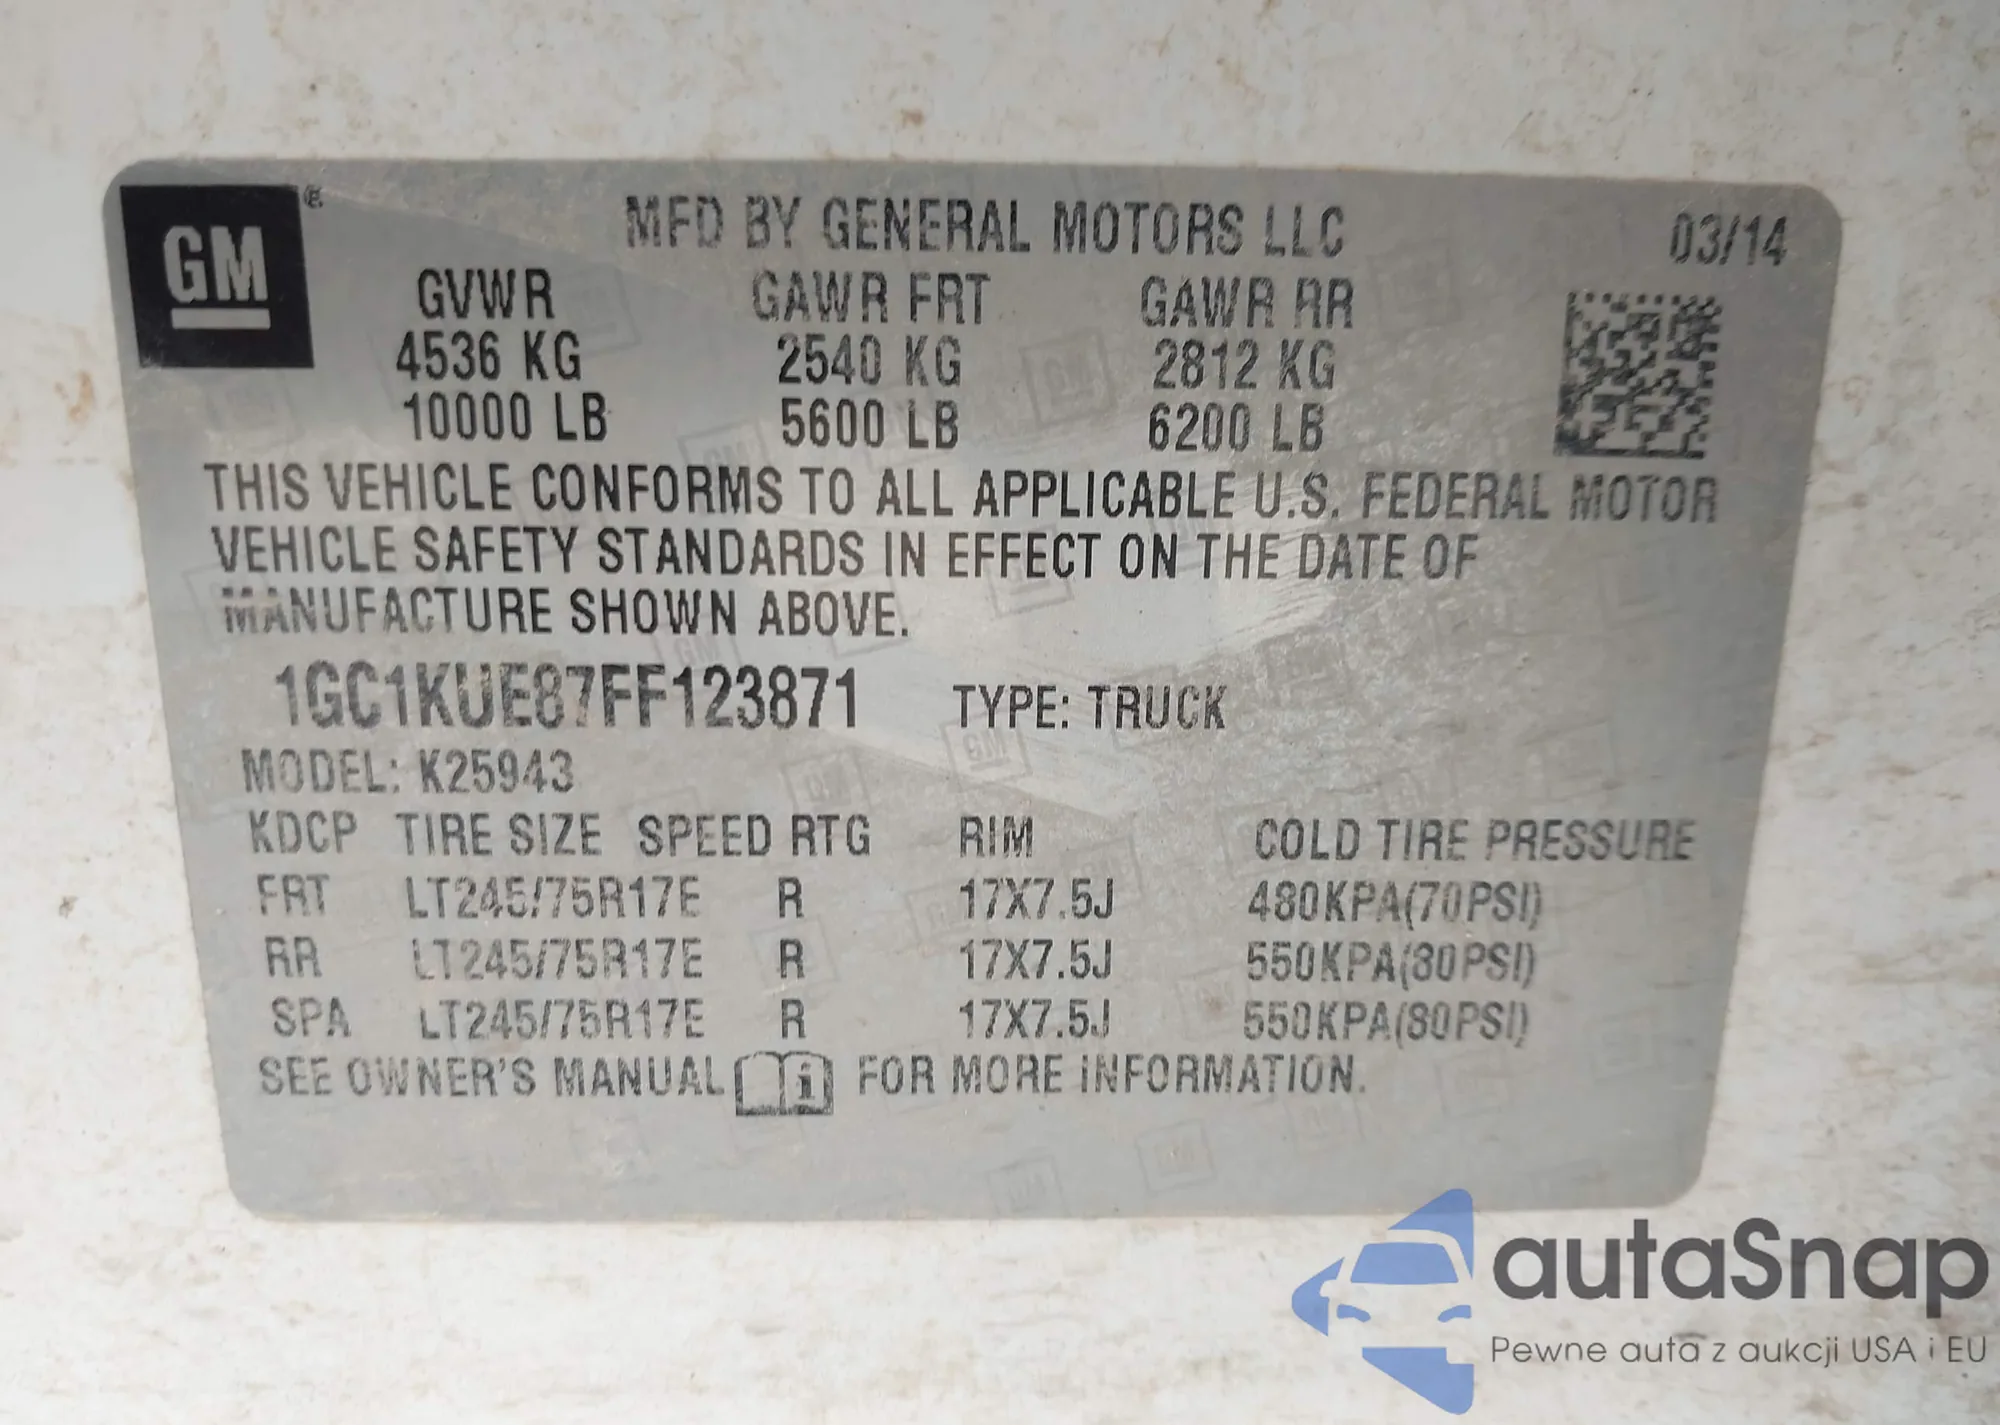 GM ®
MFD BY GENERAL MOTORS LLC 03/14
GVWR GAWR FRT GAWR RR
4536 KG 2540 KG 2812 KG
10000 LB 5600 LB 6200 LB
THIS VEHICLE CONFORMS TO ALL APPLICABLE U.S. FEDERAL MOTOR
VEHICLE SAFETY STANDARDS IN EFFECT ON THE DATE OF
MANUFACTURE SHOWN ABOVE.
1GC1KUE87FF123871 TYPE: TRUCK
MODEL: K25943
KDCP TIRE SIZE SPEED RTG RIM COLD TIRE PRESSURE
FRT LT245/75R17E R 17X7.5J 480KPA(70PSI)
RR LT245/75R17E R 17X7.5J 550KPA(80PSI)
SPA LT245/75R17E R 17X7.5J 550KPA(80PSI)
SEE OWNER'S MANUAL i FOR MORE INFORMATION.
autaSnap
Pewne auta z aukcji USA i EU